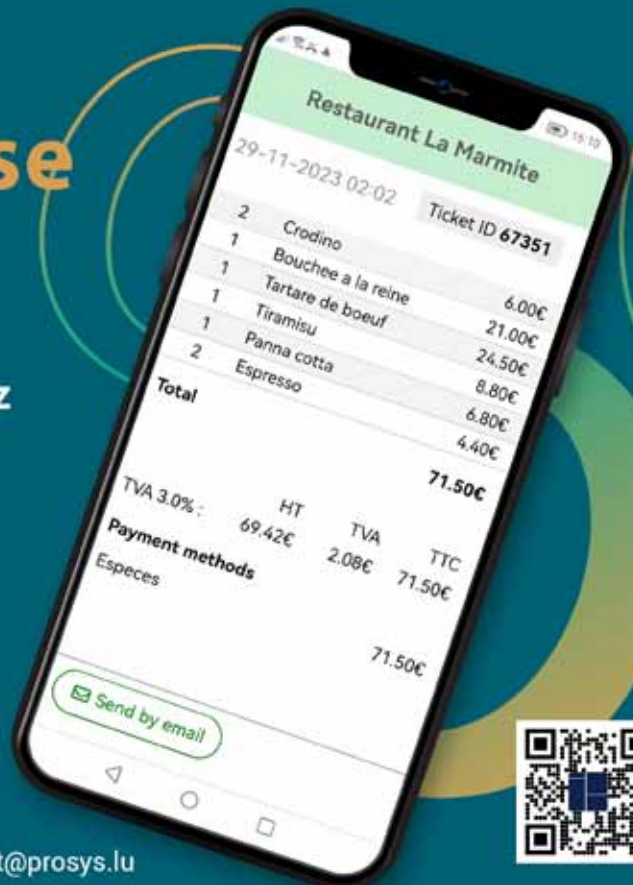 se
z
15:10
Restaurant La Marmite
29-11-2023 02:02 Ticket ID 67351
2 Crodino 6.00€
1 Bouchee a la reine 21.00€
1 Tartare de boeuf 24.50€
1 Tiramisu 8.80€
1 Panna cotta 6.80€
2 Espresso 4.40€
Total 71.50€
HT TVA TTC
TVA 3.0% : 69.42€ 2.08€ 71.50€
Payment methods
Especes 71.50€
Send by email
t@prosys.lu